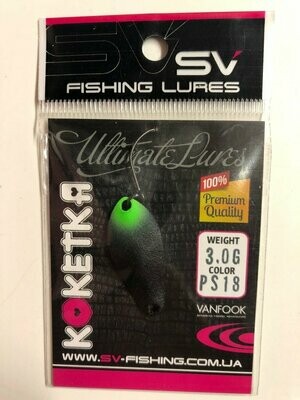 SV SV
FISHING LURES
Ultimate Lures
100%
Premium
Quality
KOKETKA
WEIGHT
3.0G
COLOR
PS18
VANFOOK
WWW.SV-FISHING.COM.UA